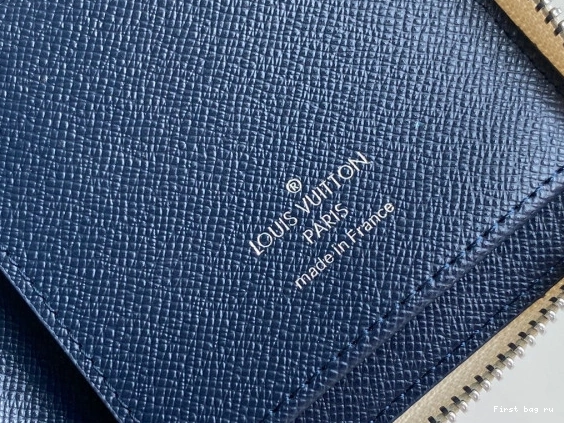 ®
LOUIS VUITTON
PARIS
made in France
First bag ru